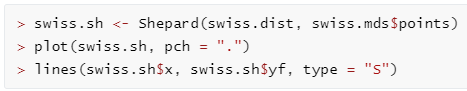 > swiss.sh <- Shepard(swiss.dist, swiss.mds$points)
> plot(swiss.sh, pch = ".")
> lines(swiss.sh$x, swiss.sh$yf, type = "S")